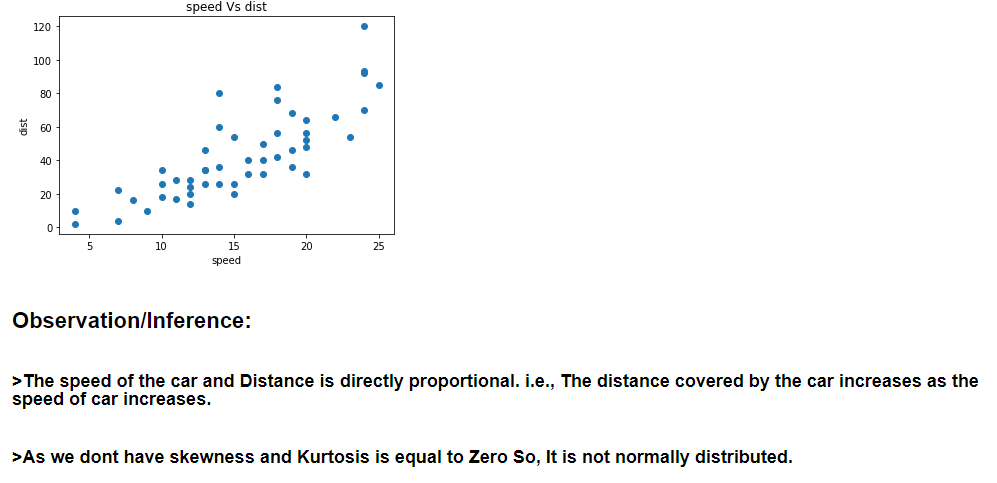 speed Vs dist
120
100
80
60
40
20
0
dist
5 10 15 20 25
speed
Observation/Inference:
>The speed of the car and Distance is directly proportional. i.e., The distance covered by the car increases as the
speed of car increases.
>As we dont have skewness and Kurtosis is equal to Zero So, It is not normally distributed.